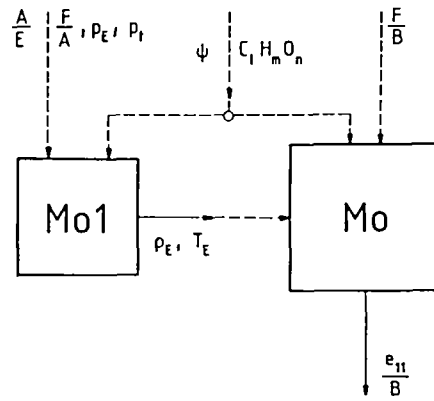 A/E F/A , p_E , p_t
ψ C_l H_m O_n
F/B
Mo1
Mo
ρ_E , T_E
e_11/B